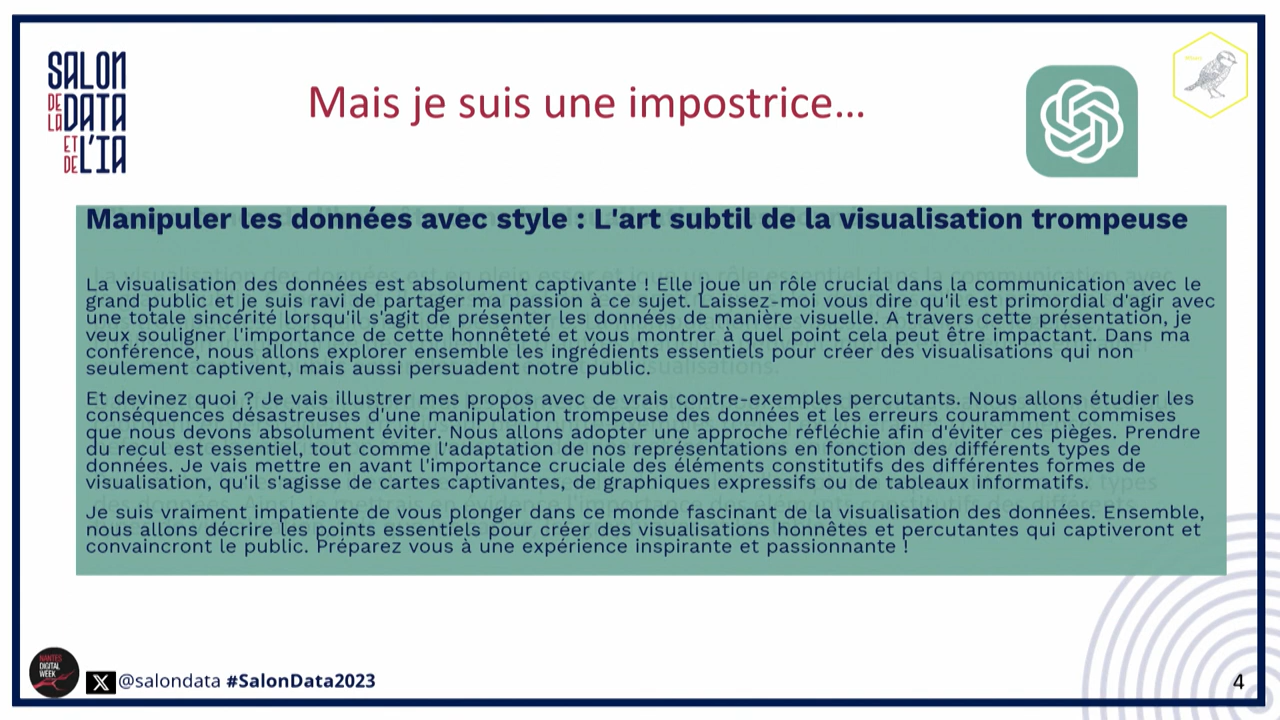 SALON
DE LA DATA
ET DE L'IA
Mais je suis une impostrice...
Manipuler les données avec style : L'art subtil de la visualisation trompeuse
La visualisation des données est absolument captivante ! Elle joue un rôle crucial dans la communication avec le
grand public et je suis ravi de partager ma passion à ce sujet. Laissez-moi vous dire qu'il est primordial d'agir avec
une totale sincérité lorsqu'il s'agit de présenter les données de manière visuelle. A travers cette présentation, je
veux souligner l'importance de cette honnêteté et vous montrer à quel point cela peut être impactant. Dans ma
conférence, nous allons explorer ensemble les ingrédients essentiels pour créer des visualisations qui non
seulement captivent, mais aussi persuadent notre public.
Et devinez quoi ? Je vais illustrer mes propos avec de vrais contre-exemples percutants. Nous allons étudier les
conséquences désastreuses d'une manipulation trompeuse des données et les erreurs couramment commises
que nous devons absolument éviter. Nous allons adopter une approche réfléchie afin d'éviter ces pièges. Prendre
du recul est essentiel, tout comme l'adaptation de nos représentations en fonction des différents types de
données. Je vais mettre en avant l'importance cruciale des éléments constitutifs des différentes formes de
visualisation, qu'il s'agisse de cartes captivantes, de graphiques expressifs ou de tableaux informatifs.
Je suis vraiment impatiente de vous plonger dans ce monde fascinant de la visualisation des données. Ensemble,
nous allons décrire les points essentiels pour créer des visualisations honnêtes et percutantes qui captiveront et
convaincront le public. Préparez vous à une expérience inspirante et passionnante !
NANTES
DIGITAL
WEEK
@salondata #SalonData2023
4